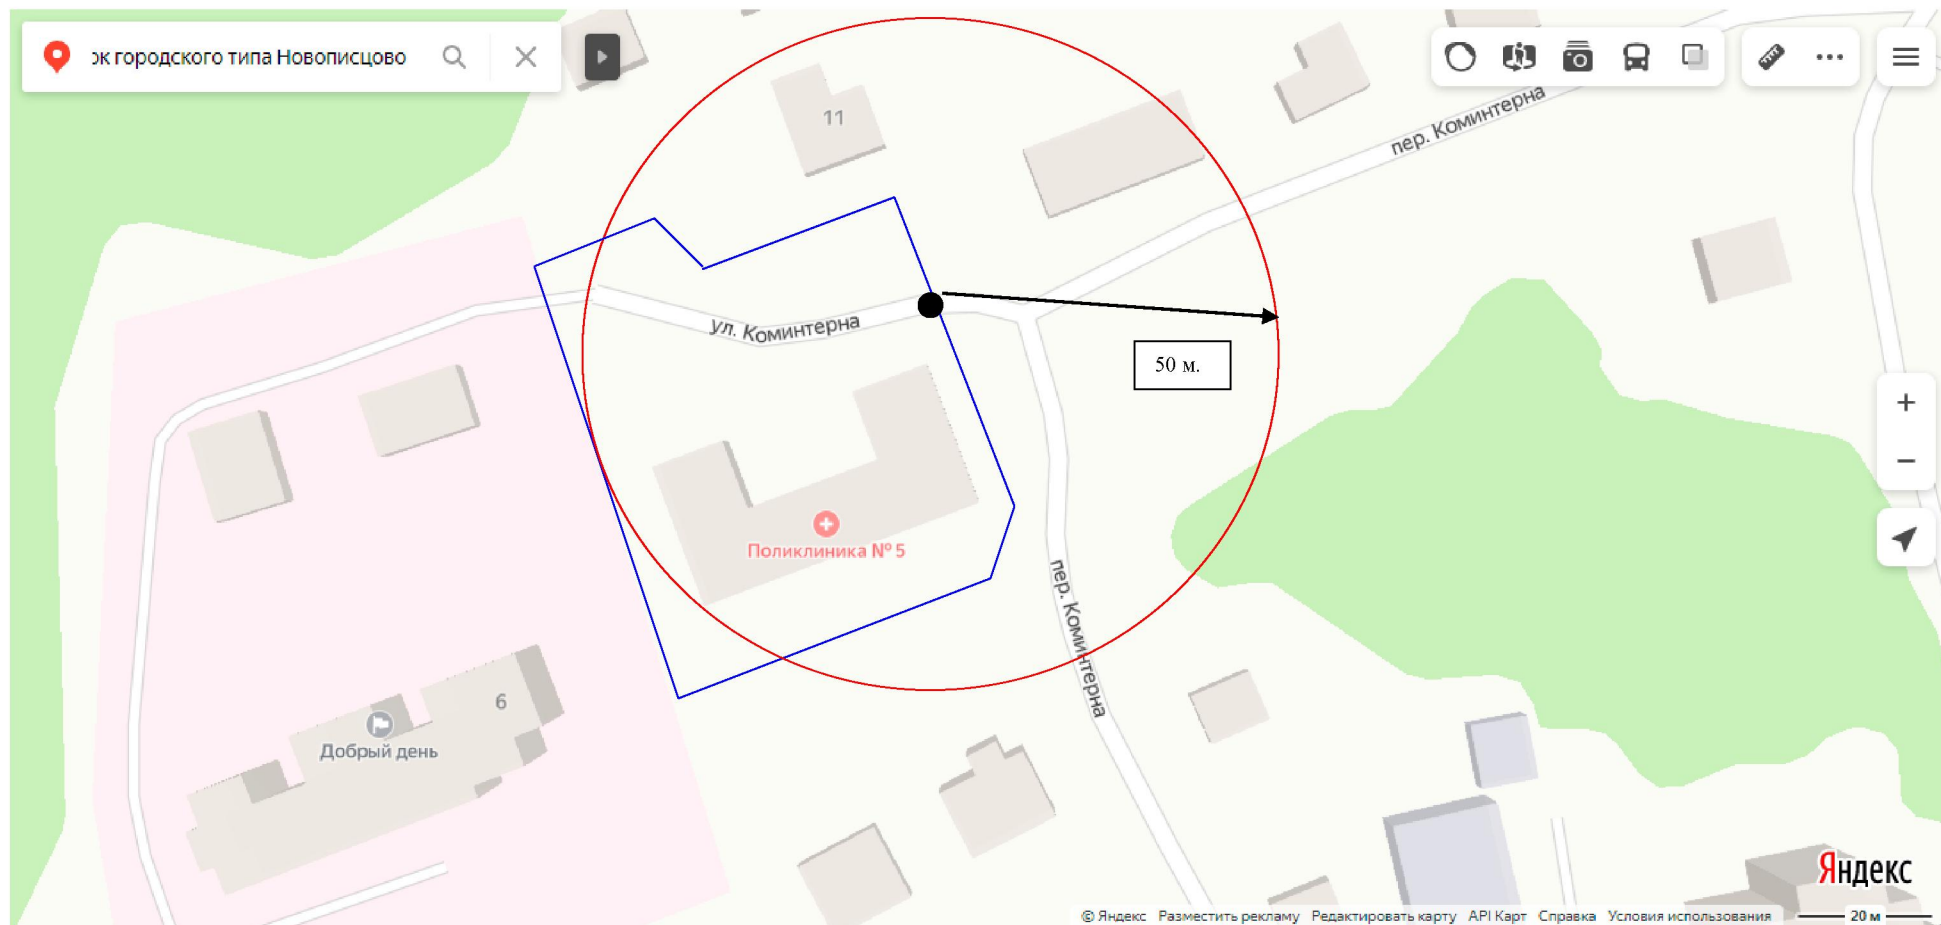 ок городского типа Новописцово
11
пер. Коминтерна
ул. Коминтерна
50 м.
Поликлиника № 5
пер. Коминтерна
6
Добрый день
Яндекс
© Яндекс Разместить рекламу Редактировать карту API Карт Справка Условия использования 20 м